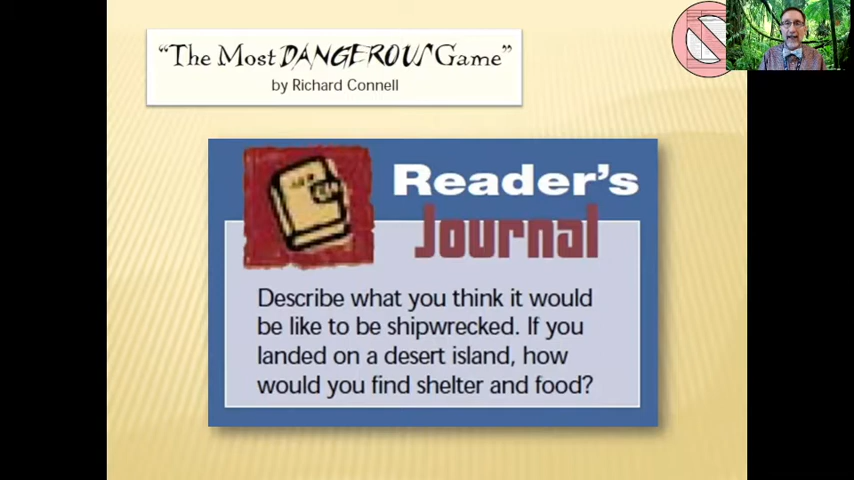 “The Most DANGEROUS Game”
by Richard Connell
Reader’s
Journal
Describe what you think it would
be like to be shipwrecked. If you
landed on a desert island, how
would you find shelter and food?